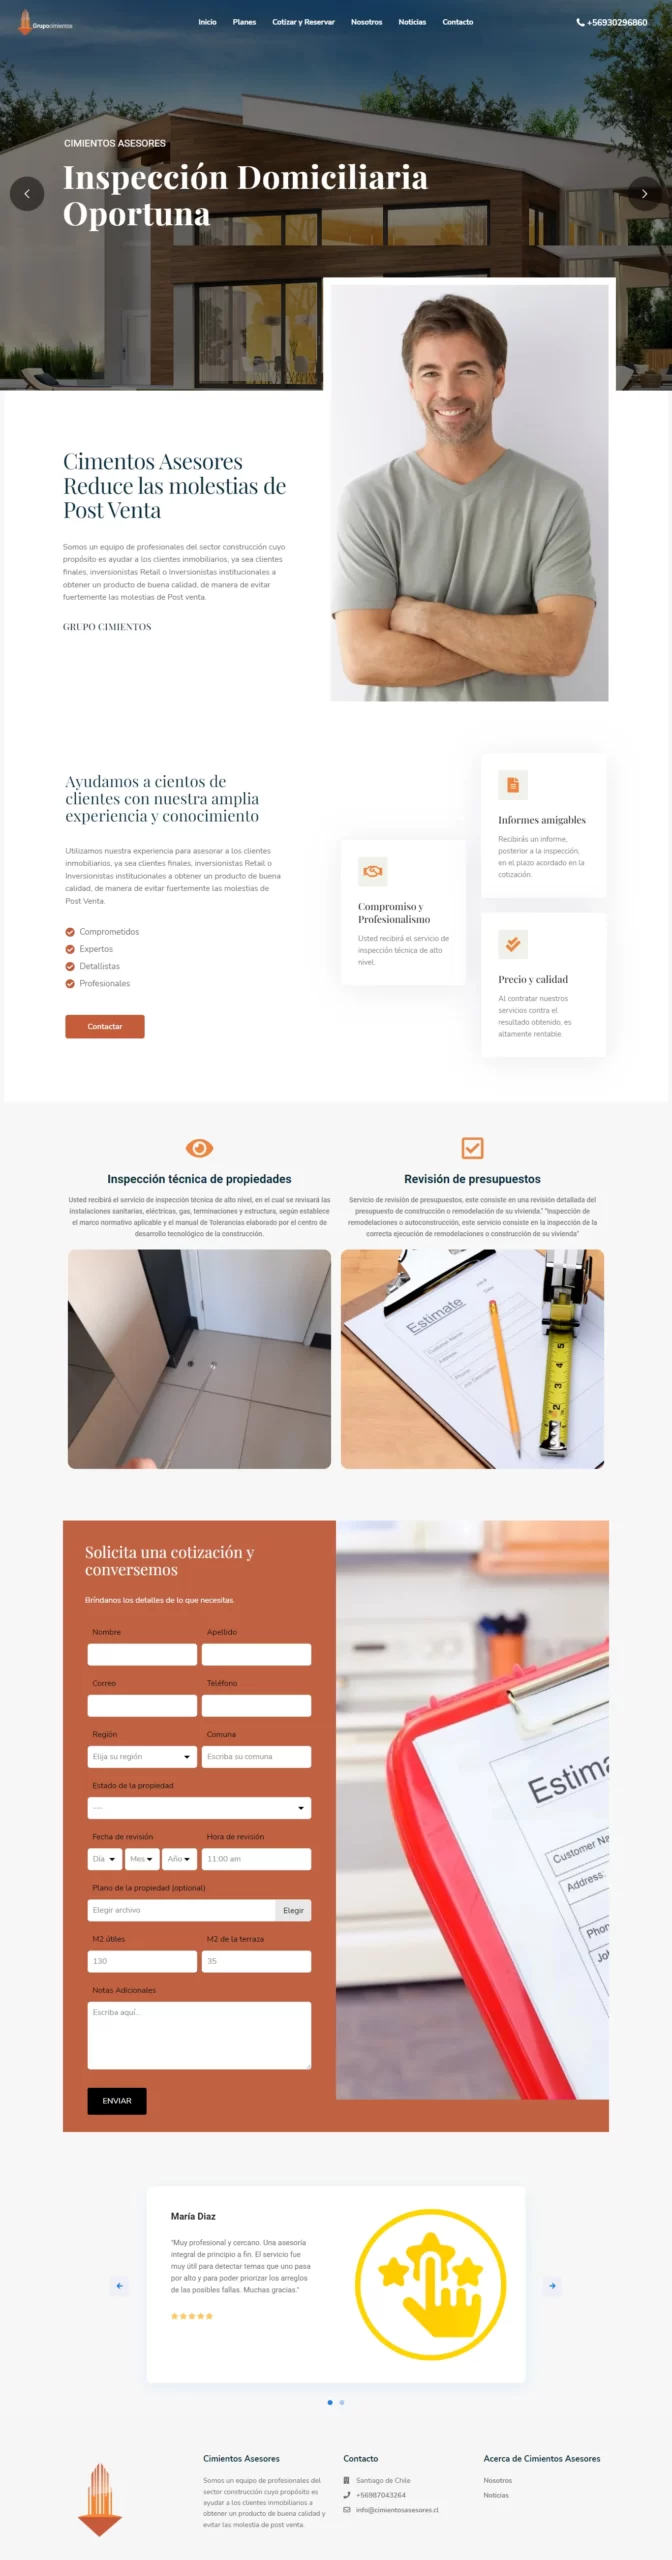 Grupocimientos
Inicio
Planes
Cotizar y Reservar
Nosotros
Noticias
Contacto
+56930296860
CIMIENTOS ASESORES
Inspección Domiciliaria
Oportuna
Cimentos Asesores
Reduce las molestias de
Post Venta
Somos un equipo de profesionales del sector construcción cuyo
propósito es ayudar a los clientes inmobiliarios, ya sea clientes
finales, inversionistas Retail o Inversionistas institucionales a
obtener un producto de buena calidad, de manera de evitar
fuertemente las molestias de Post venta.
GRUPO CIMIENTOS
Ayudamos a cientos de
clientes con nuestra amplia
experiencia y conocimiento
Utilizamos nuestra experiencia para asesorar a los clientes
inmobiliarios, ya sea clientes finales, inversionistas Retail o
Inversionistas institucionales a obtener un producto de buena
calidad, de manera de evitar fuertemente las molestias de
Post Venta.
Comprometidos
Expertos
Detallistas
Profesionales
Contactar
Compromiso y
Profesionalismo
Usted recibirá el servicio de
inspección técnica de alto
nivel.
Informes amigables
Recibirás un informe,
posterior a la inspección,
en el plazo acordado en la
cotización.
Precio y calidad
Al contratar nuestros
servicios contra el
resultado obtenido, es
altamente rentable.
Inspección técnica de propiedades
Usted recibirá el servicio de inspección técnica de alto nivel, en el cual se revisará las
instalaciones sanitarias, eléctricas, gas, terminaciones y estructura, según establece
el marco normativo aplicable y el manual de Tolerancias elaborado por el centro de
desarrollo tecnológico de la construcción.
Revisión de presupuestos
Servicio de revisión de presupuestos, este consiste en una revisión detallada del
presupuesto de construcción o remodelación de su vivienda." "Inspección de
remodelaciones o autoconstrucción, este servicio consiste en la inspección de la
correcta ejecución de remodelaciones o construcción de su vivienda"
Estimate
Customer Name
Address:
Phone
Job Description
Solicita una cotización y
conversemos
Bríndanos los detalles de lo que necesitas.
Nombre
Apellido
Correo
Teléfono
Región
Comuna
Elija su región
Escriba su comuna
Estado de la propiedad
---
Fecha de revisión
Hora de revisión
Día
Mes
Año
11:00 am
Plano de la propiedad (optional)
Elegir archivo
Elegir
M2 útiles
M2 de la terraza
130
35
Notas Adicionales
Escriba aquí...
ENVIAR
Estima
Customer Na
Address:
Phon
Jo
María Diaz
"Muy profesional y cercano. Una asesoría
integral de principio a fin. El servicio fue
muy útil para detectar temas que uno pasa
por alto y para poder priorizar los arreglos
de las posibles fallas. Muchas gracias."
Cimientos Asesores
Somos un equipo de profesionales del
sector construcción cuyo propósito es
ayudar a los clientes inmobiliarios a
obtener un producto de buena calidad y
evitar las molestia de post venta.
Contacto
Santiago de Chile
+56987043264
info@cimientosasesores.cl
Acerca de Cimientos Asesores
Nosotros
Noticias